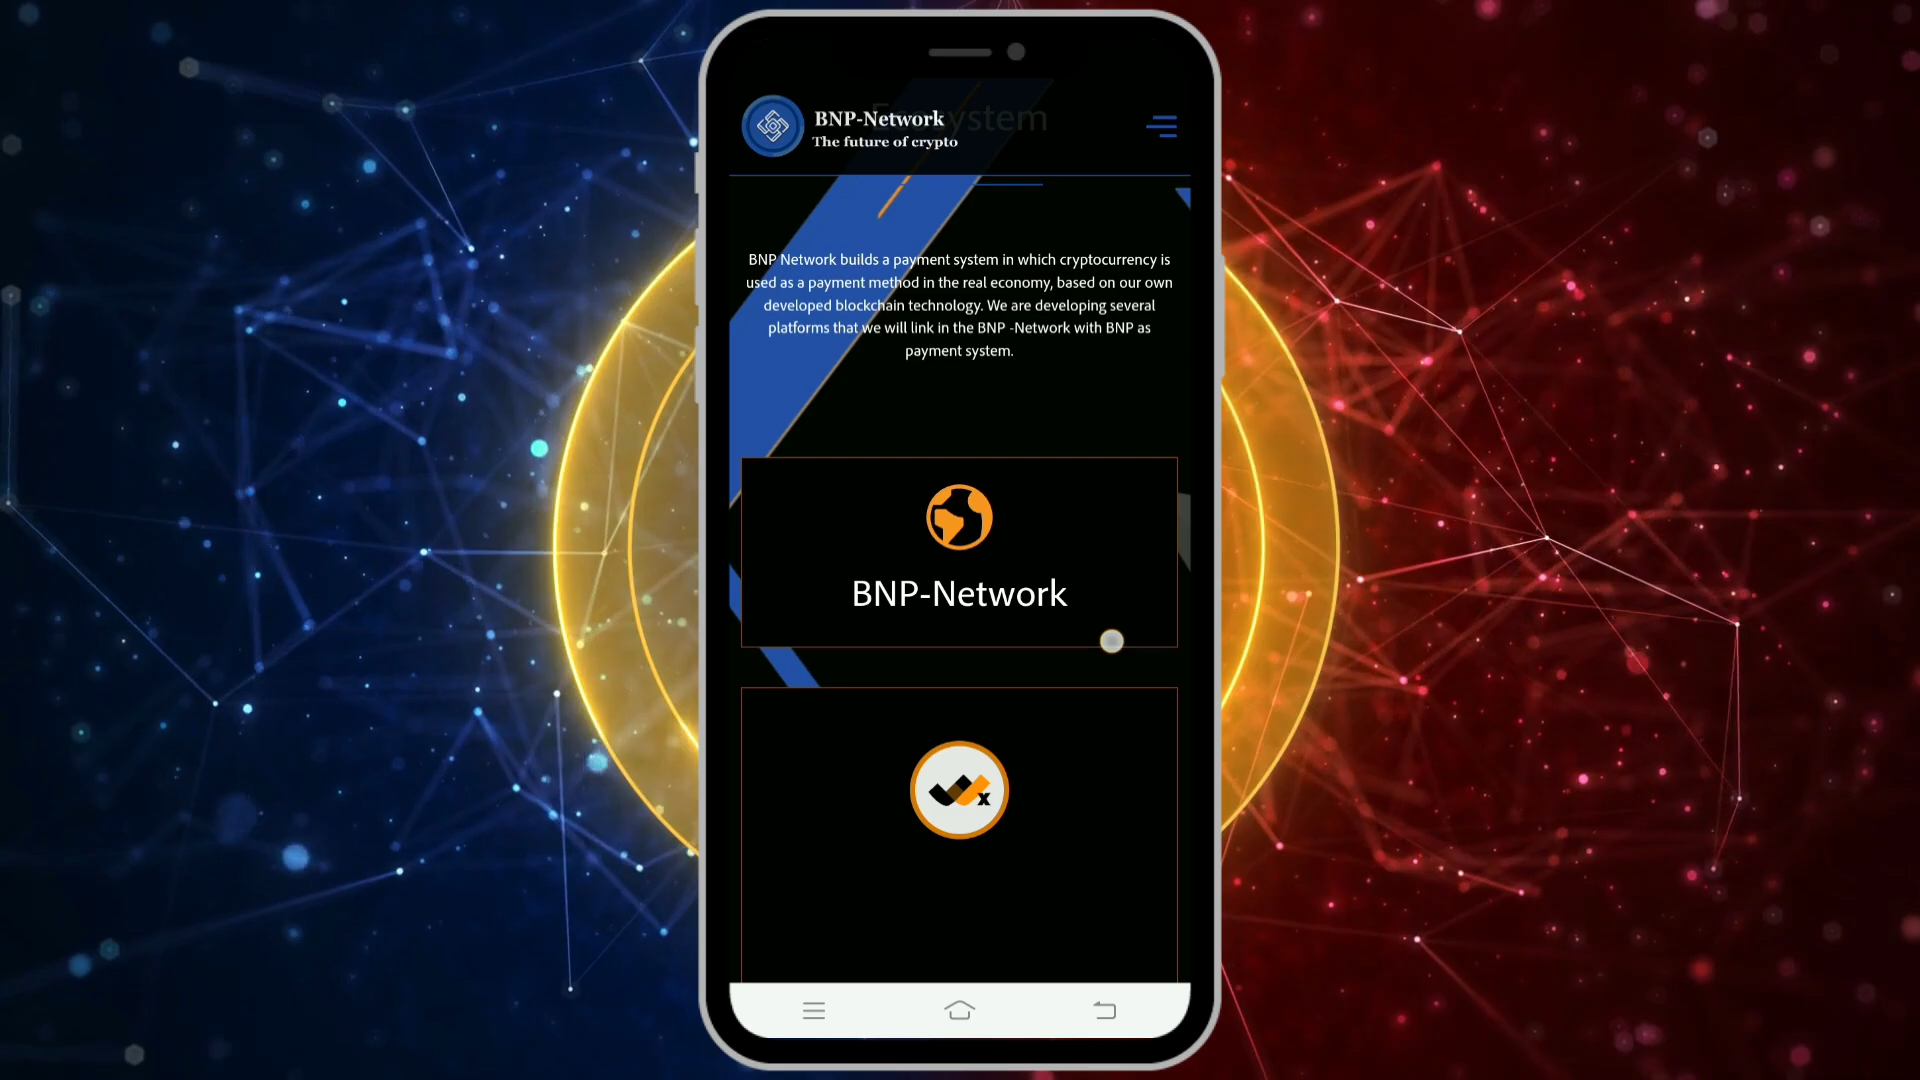 Ecosystem
BNP-Network
The future of crypto
BNP Network builds a payment system in which cryptocurrency is
used as a payment method in the real economy, based on our own
developed blockchain technology. We are developing several
platforms that we will link in the BNP -Network with BNP as
payment system.
BNP-Network
x